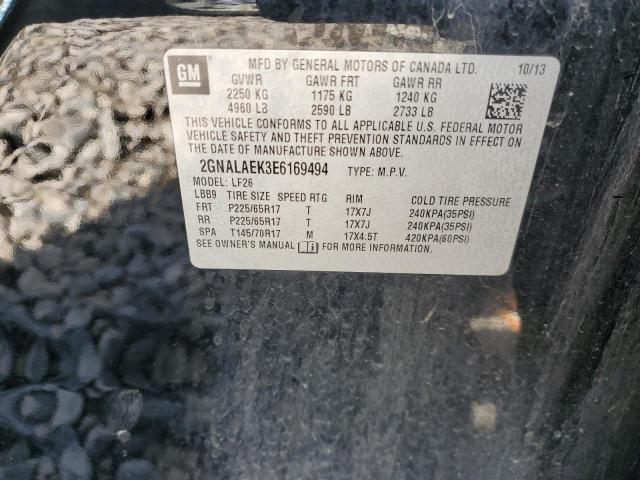 GM
MFD BY GENERAL MOTORS OF CANADA LTD. 10/13
GVWR GAWR FRT GAWR RR
2250 KG 1175 KG 1240 KG
4960 LB 2590 LB 2733 LB
THIS VEHICLE CONFORMS TO ALL APPLICABLE U.S. FEDERAL MOTOR
VEHICLE SAFETY AND THEFT PREVENTION STANDARDS IN EFFECT ON
THE DATE OF MANUFACTURE SHOWN ABOVE.
2GNALAEK3E6169494 TYPE: M.P.V.
MODEL: LF26
LBB9 TIRE SIZE SPEED RTG RIM COLD TIRE PRESSURE
FRT P225/65R17 T 17X7J 240KPA(35PSI)
RR P225/65R17 T 17X7J 240KPA(35PSI)
SPA T145/70R17 M 17X4.5T 420KPA(60PSI)
SEE OWNER'S MANUAL FOR MORE INFORMATION.